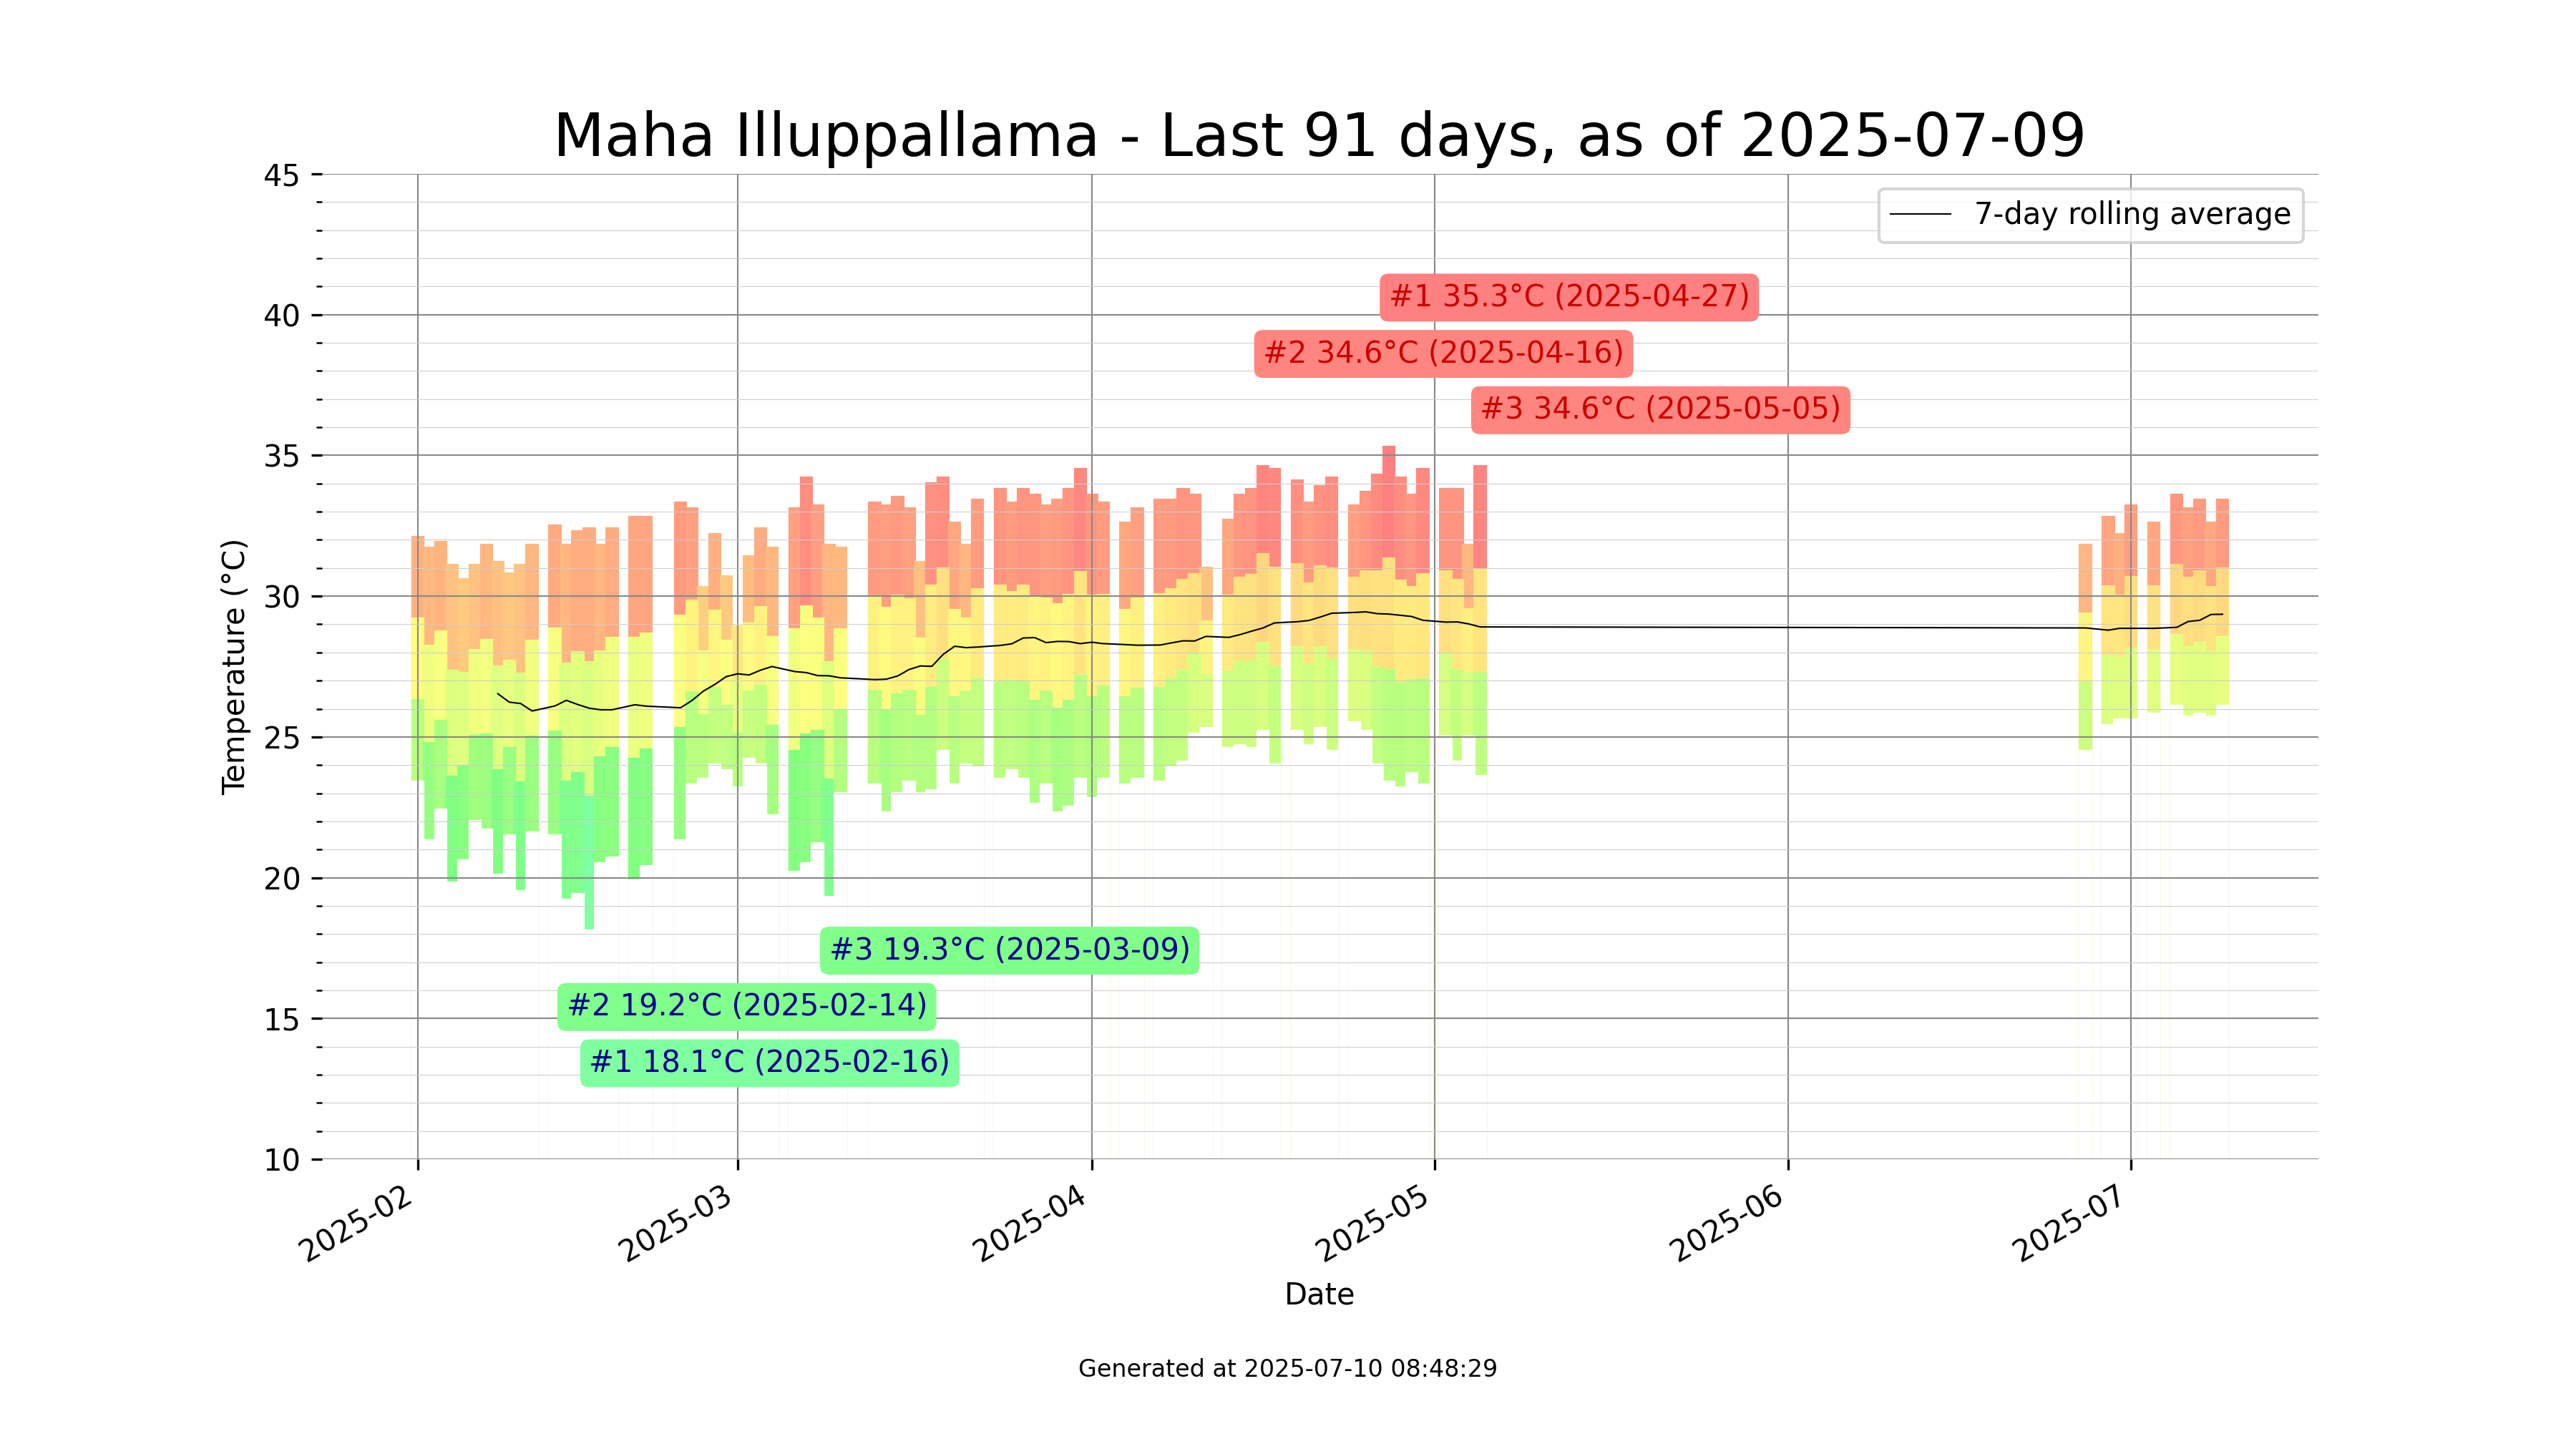 Maha Illuppallama - Last 91 days, as of 2025-07-09
7-day rolling average
#1 35.3°C (2025-04-27)
#2 34.6°C (2025-04-16)
#3 34.6°C (2025-05-05)
#3 19.3°C (2025-03-09)
#2 19.2°C (2025-02-14)
#1 18.1°C (2025-02-16)
Temperature (°C)
45
40
35
30
25
20
15
10
2025-02
2025-03
2025-04
2025-05
2025-06
2025-07
Date
Generated at 2025-07-10 08:48:29